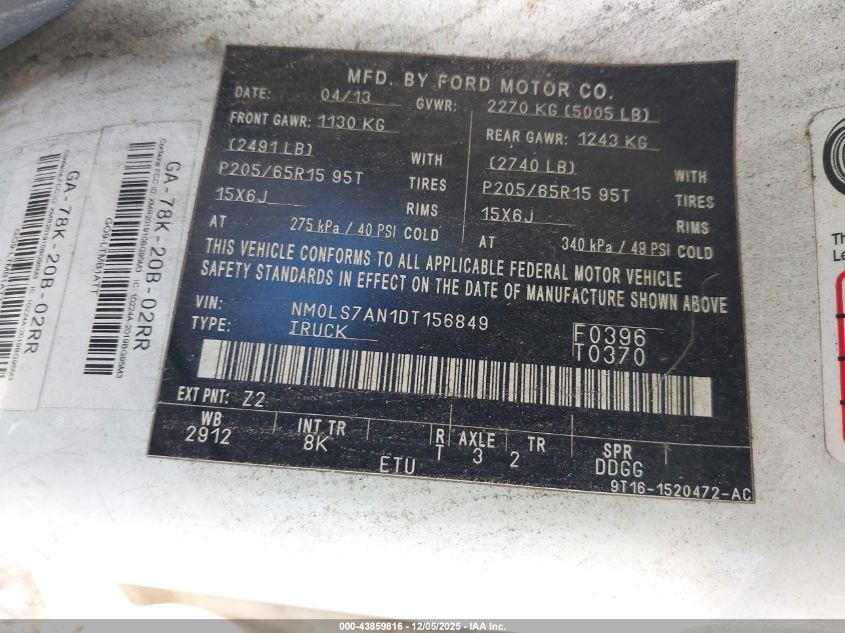 MFD. BY FORD MOTOR CO.
DATE: 04/13 GVWR: 2270 KG (5005 LB)
FRONT GAWR: 1130 KG REAR GAWR: 1243 KG
(2491 LB) WITH (2740 LB) WITH
P205/65R15 95T TIRES P205/65R15 95T TIRES
15X6J RIMS 15X6J RIMS
AT 275 kPa / 40 PSI COLD AT 340 kPa / 49 PSI COLD
THIS VEHICLE CONFORMS TO ALL APPLICABLE FEDERAL MOTOR VEHICLE
SAFETY STANDARDS IN EFFECT ON THE DATE OF MANUFACTURE SHOWN ABOVE
VIN: NM0LS7AN1DT156849 F0396
TYPE: TRUCK T0370
EXT PNT: Z2
WB INT TR R AXLE TR SPR
2912 8K T 3 2 DDGG
ETU
9T16-1520472-AC
GA-78K-20B-02RR
GA-78K-20B-02RR
Th
Le
000-43859816 - 12/05/2025 - IAA Inc.